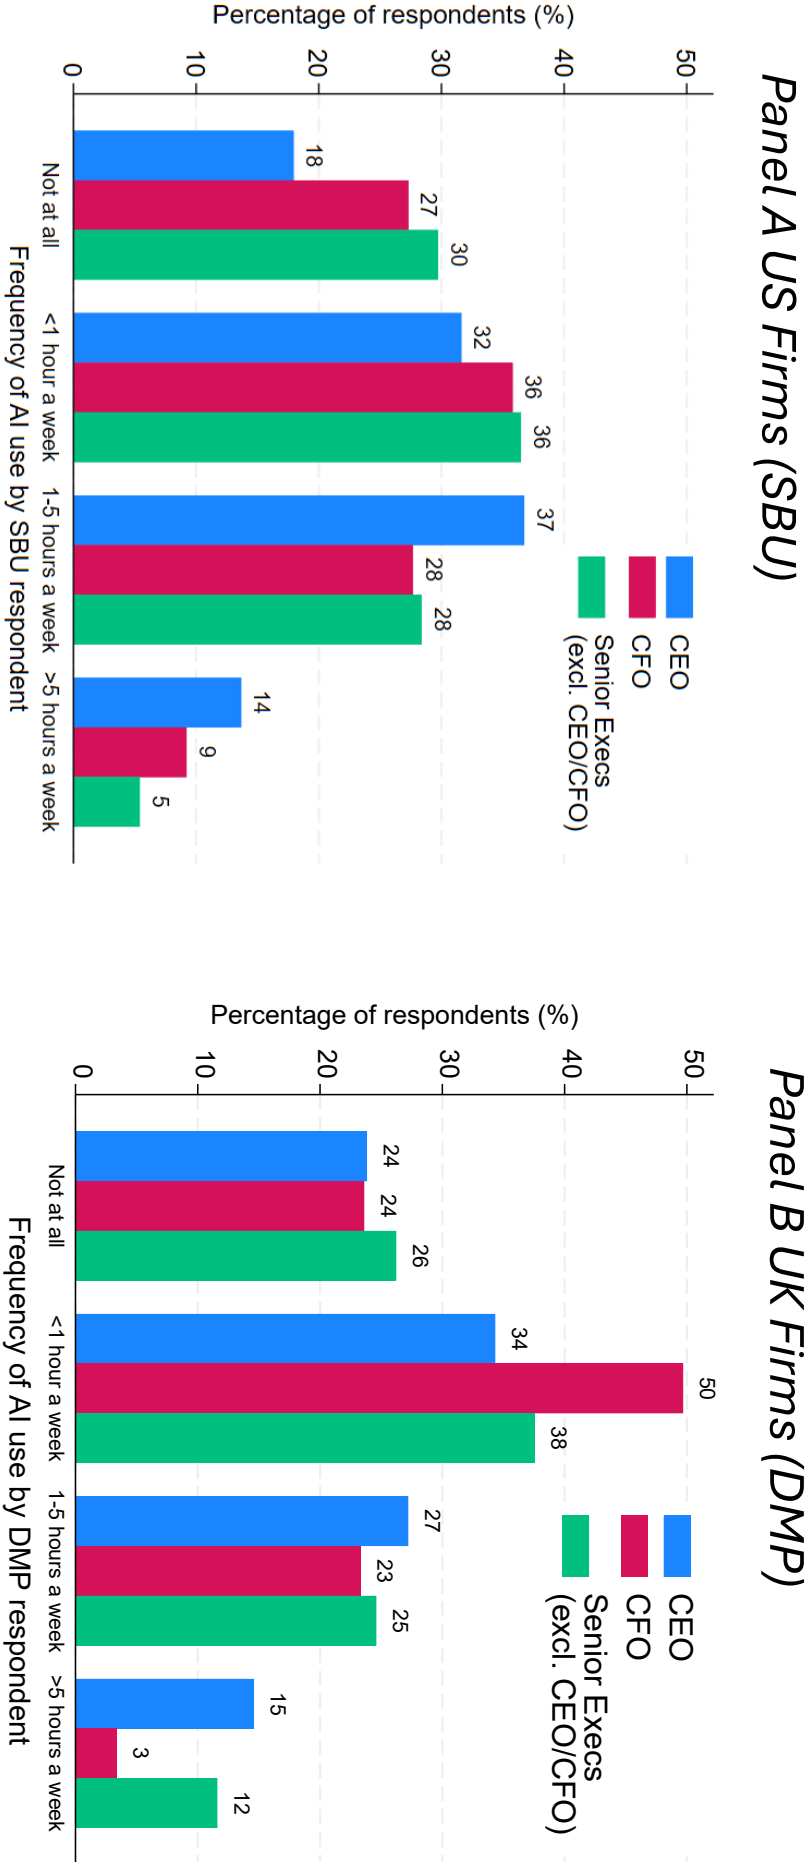 Panel A US Firms (SBU)
CEO
CFO
Senior Execs
(excl. CEO/CFO)
Percentage of respondents (%)
50
40
30
20
10
0
18
27
30
32
36
36
37
28
28
14
9
5
Not at all
<1 hour a week
1-5 hours a week
>5 hours a week
Frequency of AI use by SBU respondent
Panel B UK Firms (DMP)
CEO
CFO
Senior Execs
(excl. CEO/CFO)
Percentage of respondents (%)
50
40
30
20
10
0
24
24
26
34
50
38
27
23
25
15
3
12
Not at all
<1 hour a week
1-5 hours a week
>5 hours a week
Frequency of AI use by DMP respondent